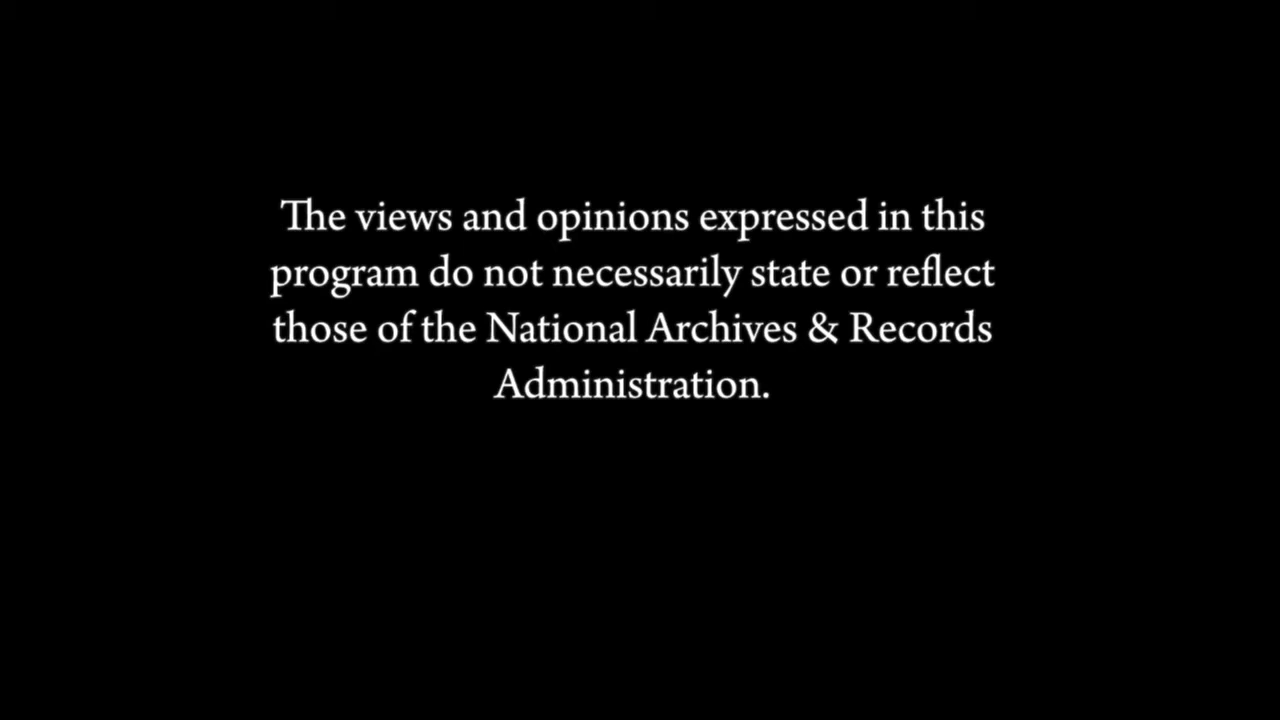 The views and opinions expressed in this
program do not necessarily state or reflect
those of the National Archives & Records
Administration.